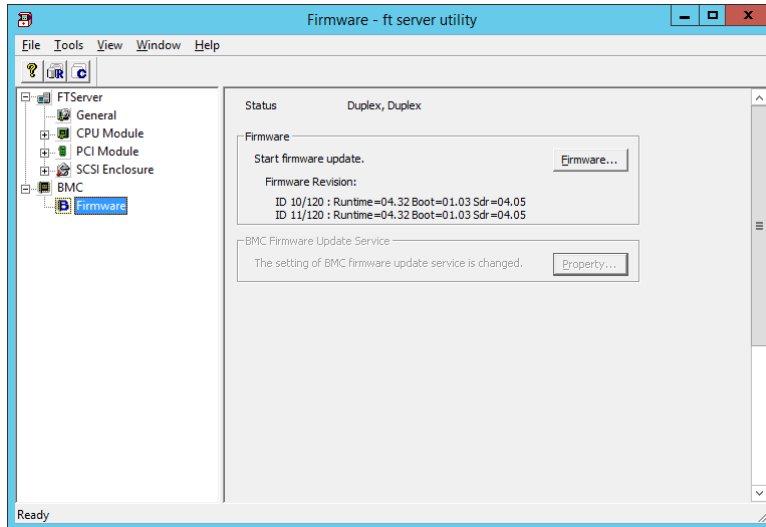 Firmware - ft server utility
File Tools View Window Help
FTServer
General
CPU Module
PCI Module
SCSI Enclosure
BMC
Firmware
Status Duplex, Duplex
Firmware
Start firmware update. Firmware...
Firmware Revision:
ID 10/120 : Runtime=04.32 Boot=01.03 Sdr=04.05
ID 11/120 : Runtime=04.32 Boot=01.03 Sdr=04.05
BMC Firmware Update Service
The setting of BMC firmware update service is changed. Property...
Ready